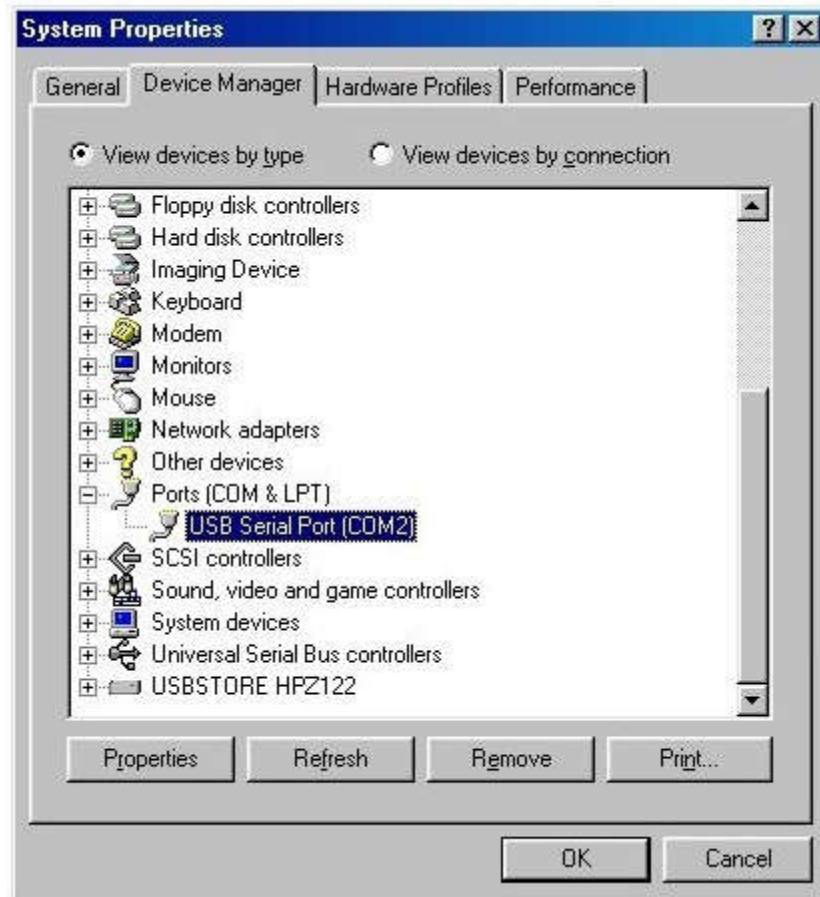 System Properties
General Device Manager Hardware Profiles Performance
View devices by type View devices by connection
Floppy disk controllers
Hard disk controllers
Imaging Device
Keyboard
Modem
Monitors
Mouse
Network adapters
Other devices
Ports (COM & LPT)
USB Serial Port (COM2)
SCSI controllers
Sound, video and game controllers
System devices
Universal Serial Bus controllers
USBSTORE HPZ122
Properties Refresh Remove Print...
OK Cancel